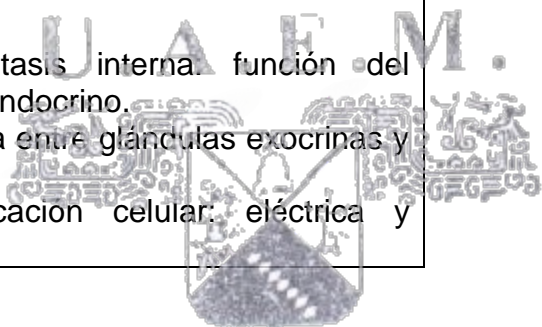 U.A.E.M.
tasis interna: función del
ndocrino.
a entre glándulas exocrinas y
cación celular: eléctrica y